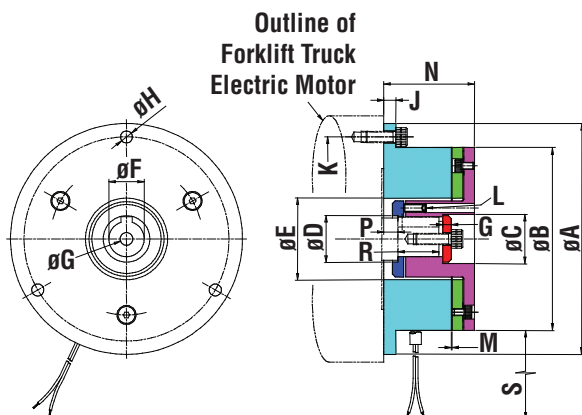 Outline of
Forklift Truck
Electric Motor
N
J
øH
øF
K
L
G
P
R
øG
øE
øD
øC
øB
øA
M
S